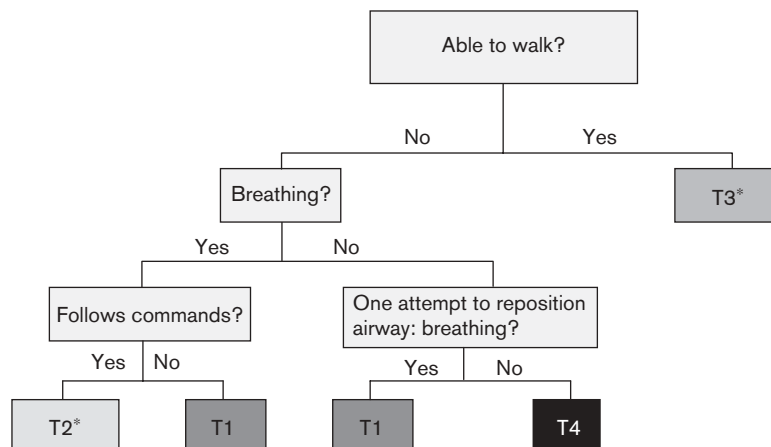 Able to walk?
No
Yes
Breathing?
T3*
Yes
No
Follows commands?
One attempt to reposition
airway: breathing?
Yes
No
Yes
No
T2*
T1
T1
T4